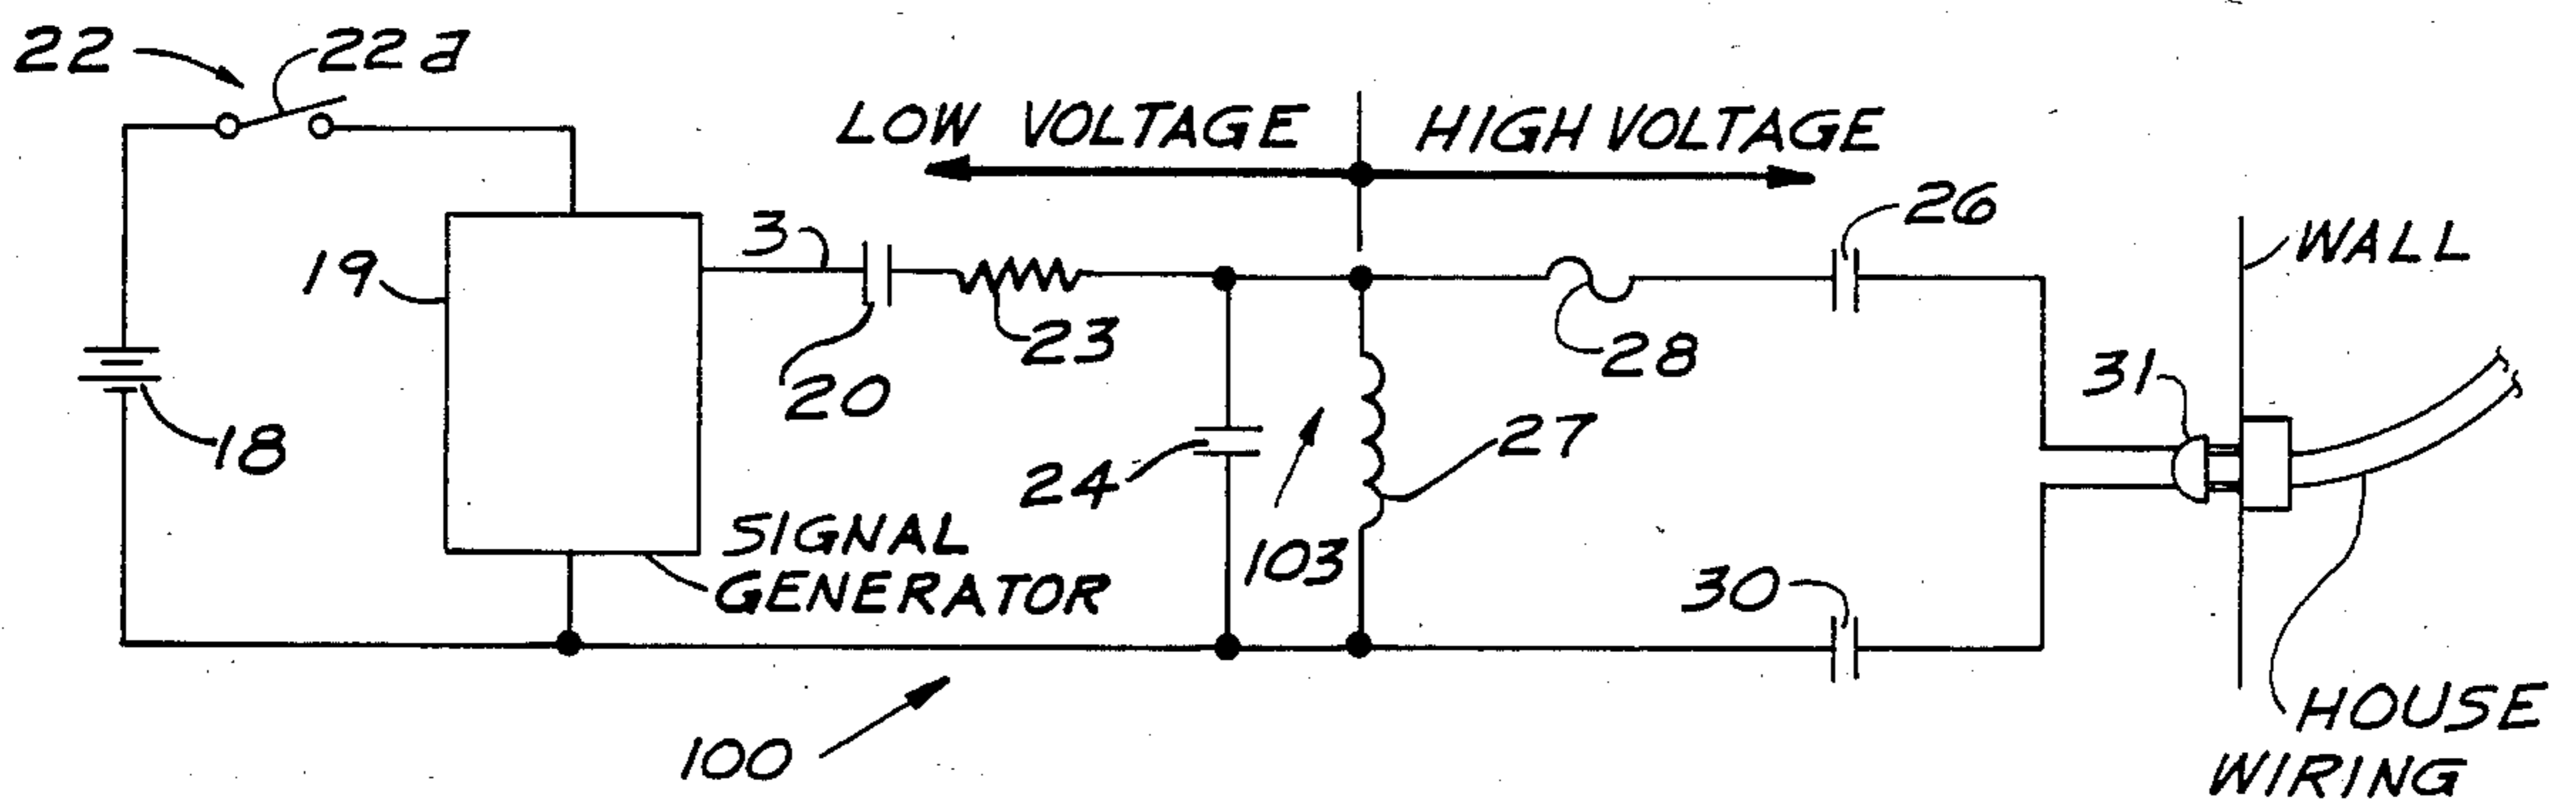 22
22a
LOW VOLTAGE
HIGH VOLTAGE
3
26
WALL
19
20
23
28
31
18
24
27
103
SIGNAL
GENERATOR
30
100
HOUSE
WIRING